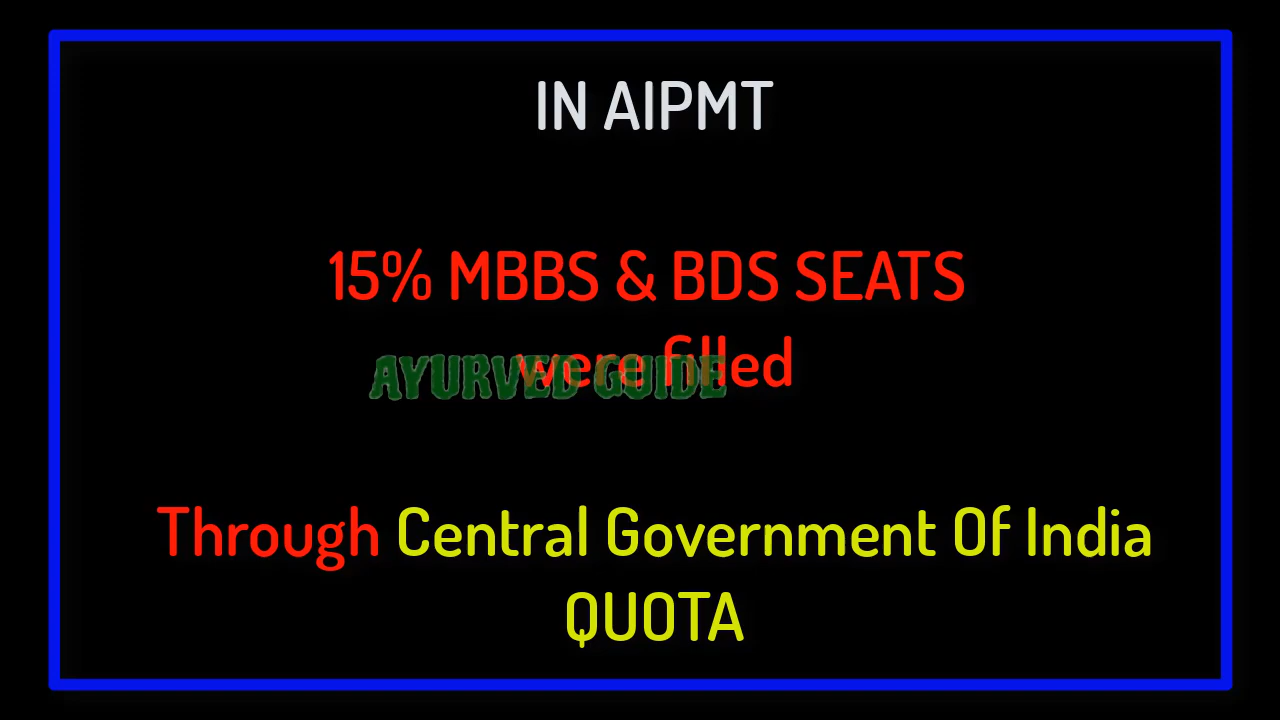 IN AIPMT
15% MBBS & BDS SEATS
were filled
AYURVED GUIDE
Through Central Government Of India
QUOTA